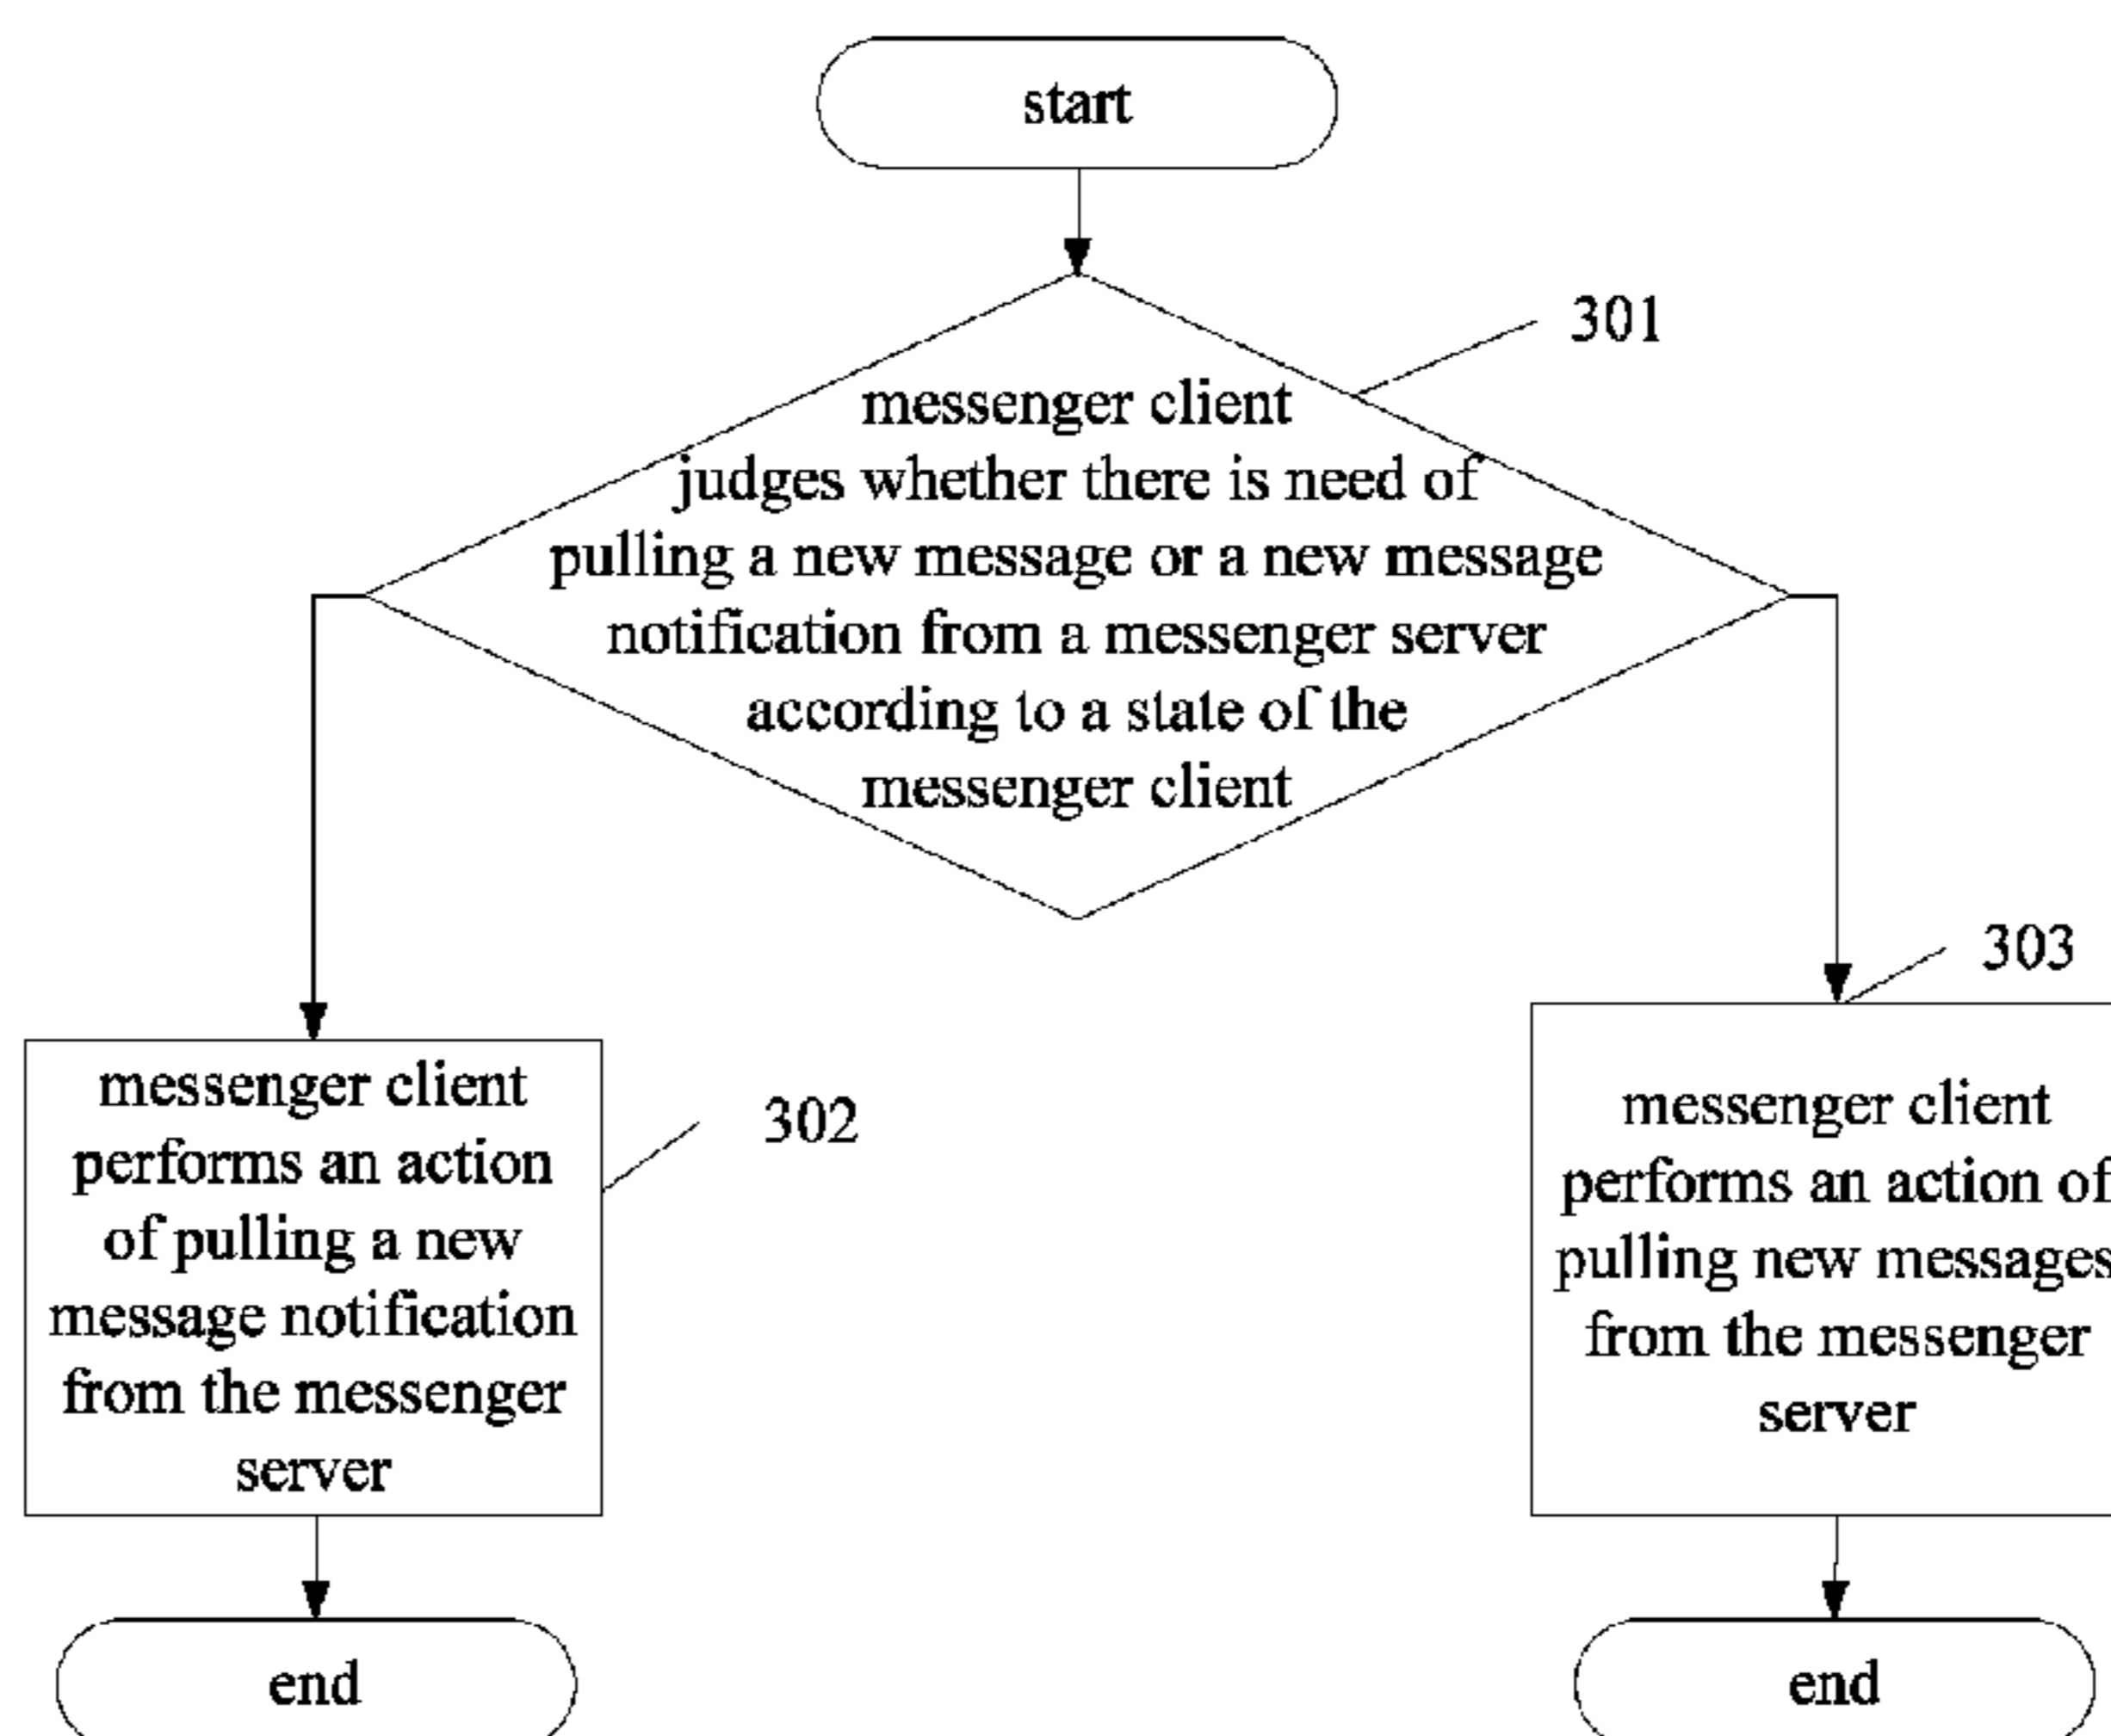 start
301
messenger client
judges whether there is need of
pulling a new message or a new message
notification from a messenger server
according to a state of the
messenger client
302
messenger client
performs an action
of pulling a new
message notification
from the messenger
server
end
303
messenger client
performs an action of
pulling new messages
from the messenger
server
end